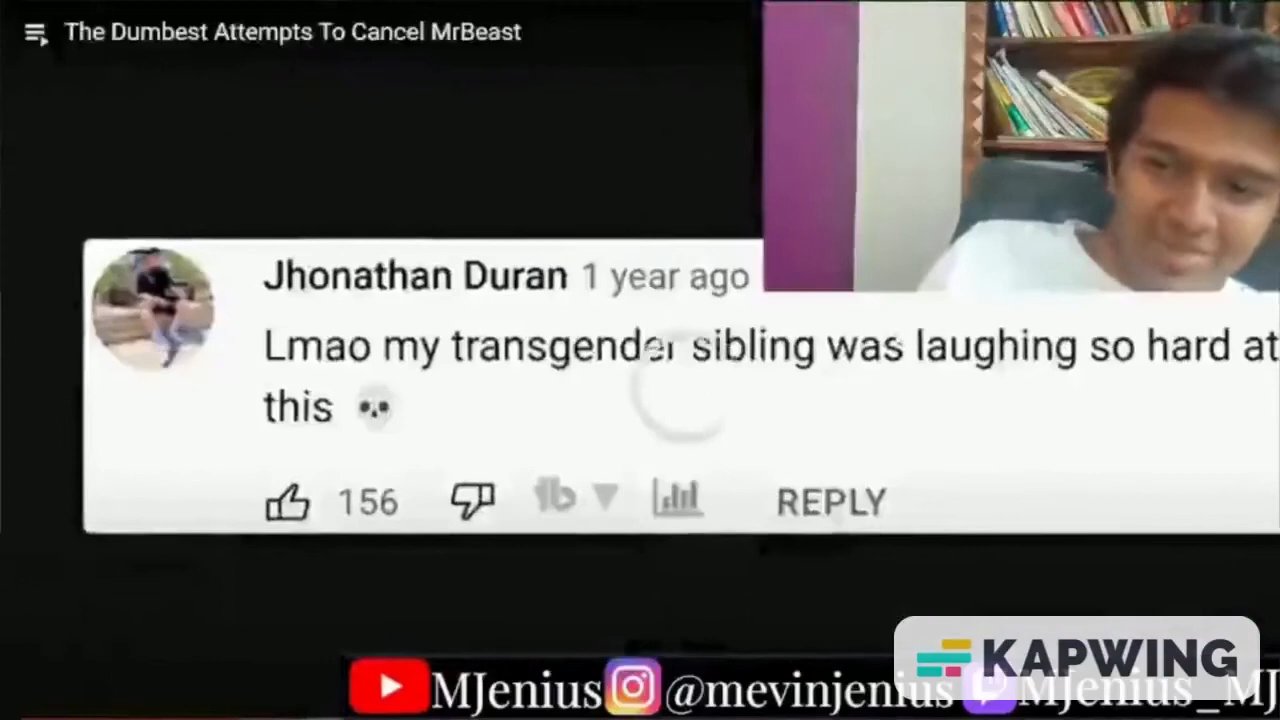 The Dumbest Attempts To Cancel MrBeast
Jhonathan Duran 1 year ago
Lmao my transgender sibling was laughing so hard at
this 💀
156 REPLY
KAPWING
MJenius @mevinjenius MJenius_MJ